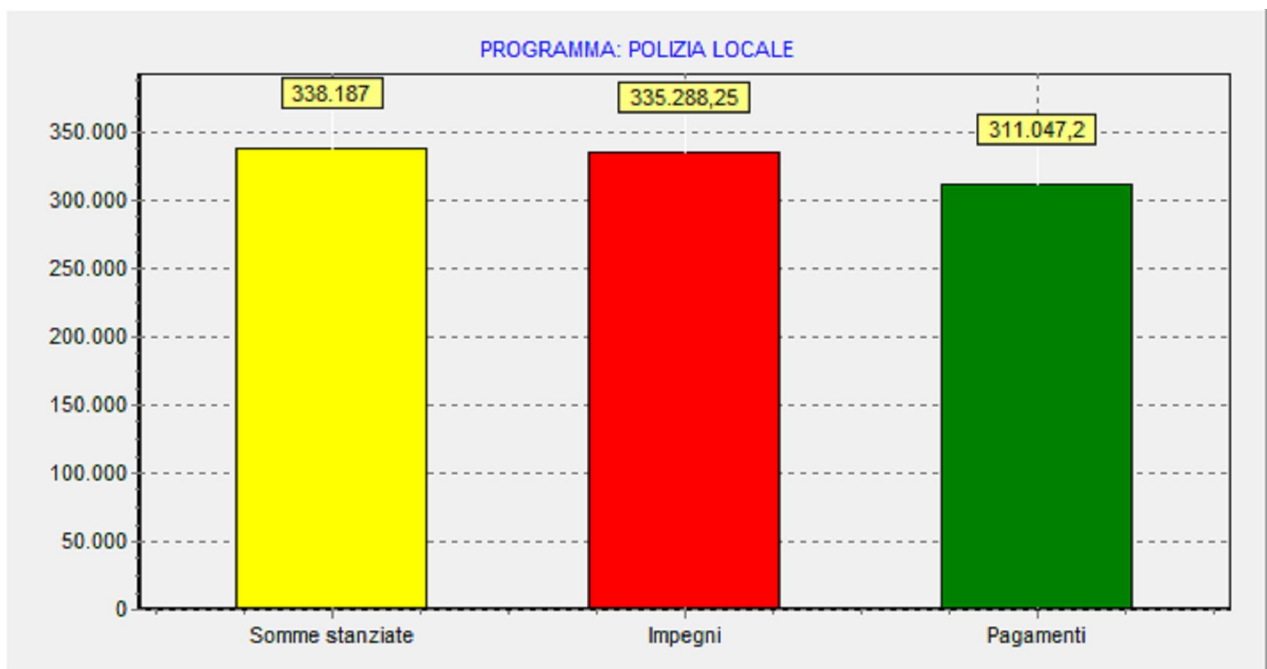 PROGRAMMA: POLIZIA LOCALE
338.187
335.288,25
311.047,2
350.000
300.000
250.000
200.000
150.000
100.000
50.000
0
Somme stanziate
Impegni
Pagamenti